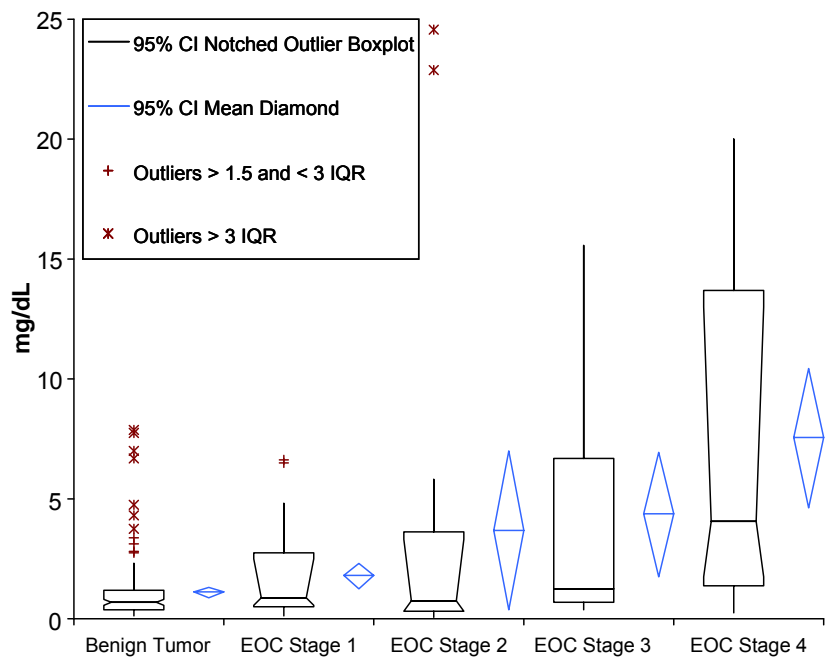 25
20
15
10
5
0
mg/dL
95% CI Notched Outlier Boxplot
95% CI Mean Diamond
Outliers > 1.5 and < 3 IQR
Outliers > 3 IQR
Benign Tumor
EOC Stage 1
EOC Stage 2
EOC Stage 3
EOC Stage 4